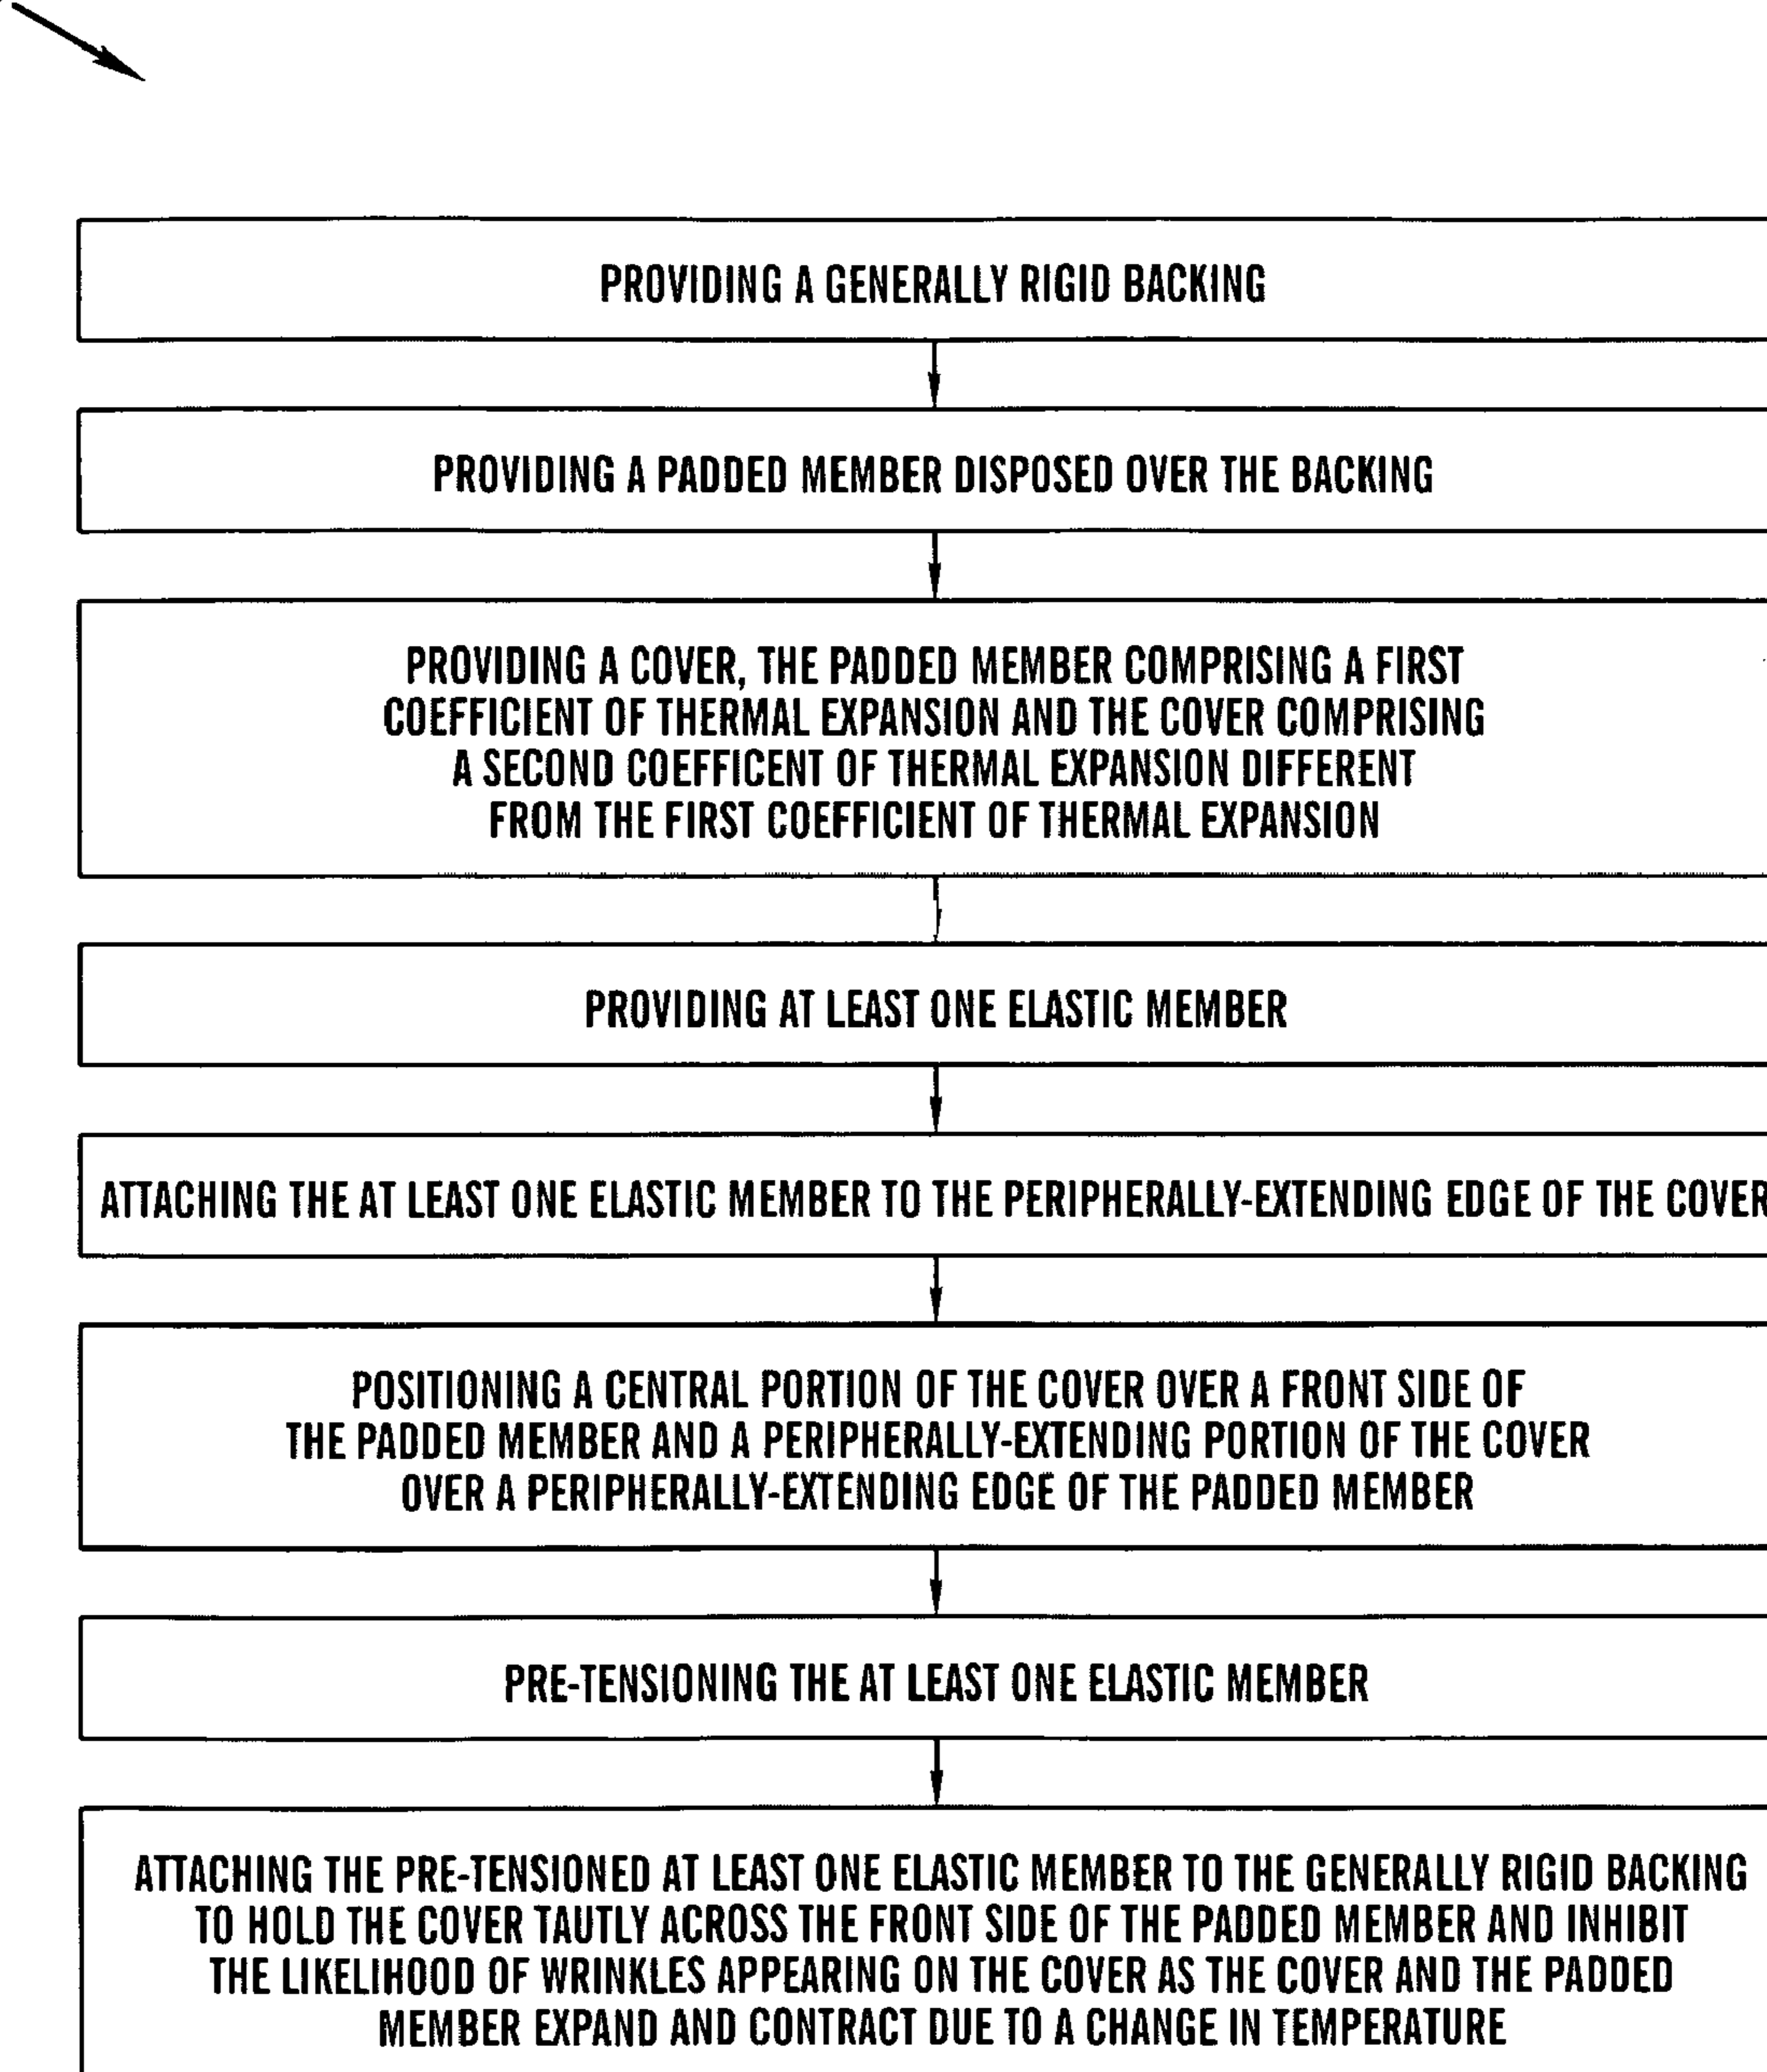 PROVIDING A GENERALLY RIGID BACKING
PROVIDING A PADDED MEMBER DISPOSED OVER THE BACKING
PROVIDING A COVER, THE PADDED MEMBER COMPRISING A FIRST
COEFFICIENT OF THERMAL EXPANSION AND THE COVER COMPRISING
A SECOND COEFFICENT OF THERMAL EXPANSION DIFFERENT
FROM THE FIRST COEFFICIENT OF THERMAL EXPANSION
PROVIDING AT LEAST ONE ELASTIC MEMBER
ATTACHING THE AT LEAST ONE ELASTIC MEMBER TO THE PERIPHERALLY-EXTENDING EDGE OF THE COVER
POSITIONING A CENTRAL PORTION OF THE COVER OVER A FRONT SIDE OF
THE PADDED MEMBER AND A PERIPHERALLY-EXTENDING PORTION OF THE COVER
OVER A PERIPHERALLY-EXTENDING EDGE OF THE PADDED MEMBER
PRE-TENSIONING THE AT LEAST ONE ELASTIC MEMBER
ATTACHING THE PRE-TENSIONED AT LEAST ONE ELASTIC MEMBER TO THE GENERALLY RIGID BACKING
TO HOLD THE COVER TAUTLY ACROSS THE FRONT SIDE OF THE PADDED MEMBER AND INHIBIT
THE LIKELIHOOD OF WRINKLES APPEARING ON THE COVER AS THE COVER AND THE PADDED
MEMBER EXPAND AND CONTRACT DUE TO A CHANGE IN TEMPERATURE